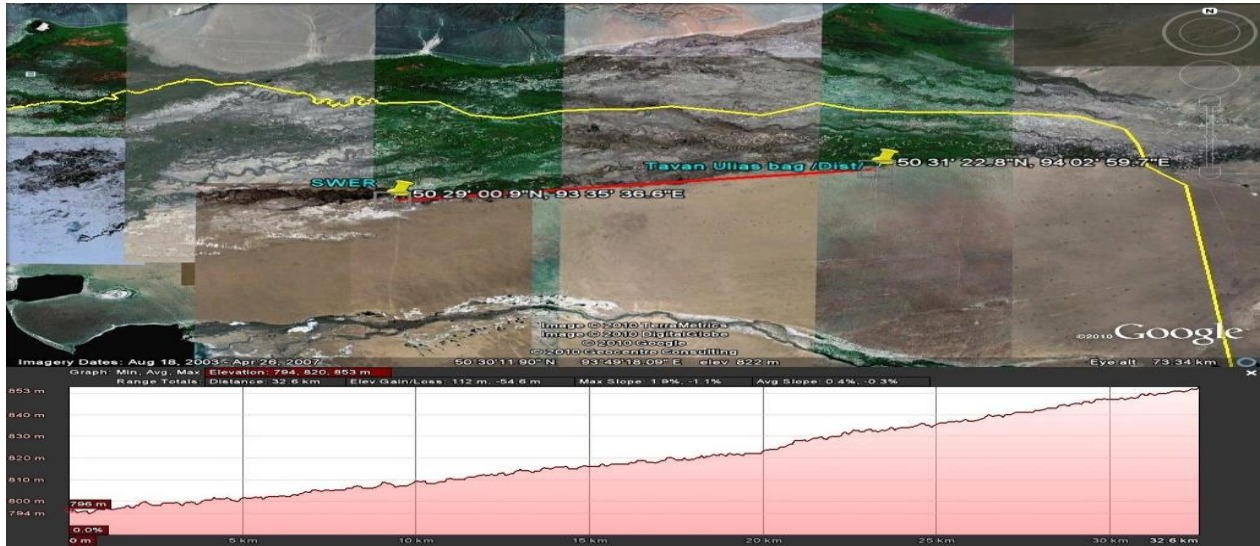 N
Tavan Ulias bag /Dist/
50 31' 22.8"N, 94 02' 59.7"E
SWER
50 29' 00.9"N, 93 35' 36.6"E
Image © 2010 TerraMetrics
Image © 2010 DigitalGlobe
© 2010 Google
© 2010 Geocentre Consulting
©2010 Google
Imagery Dates: Aug 18, 2003 - Apr 26, 2007
50 30'11 90" N 93°49'18.09" E elev 822 m
Eye alt 73.34 km
Graph: Min, Avg, Max Elevation: 794, 820, 853 m
Range Totals: Distance: 32.6 km Elev Gain/Loss: 112 m, -54.6 m Max Slope: 1.9%, -1.1% Avg Slope: 0.4%, -0.3%
853 m
840 m
830 m
820 m
810 m
800 m
794 m
796 m
0.0%
0 m 5 km 10 km 15 km 20 km 25 km 30 km 32.6 km